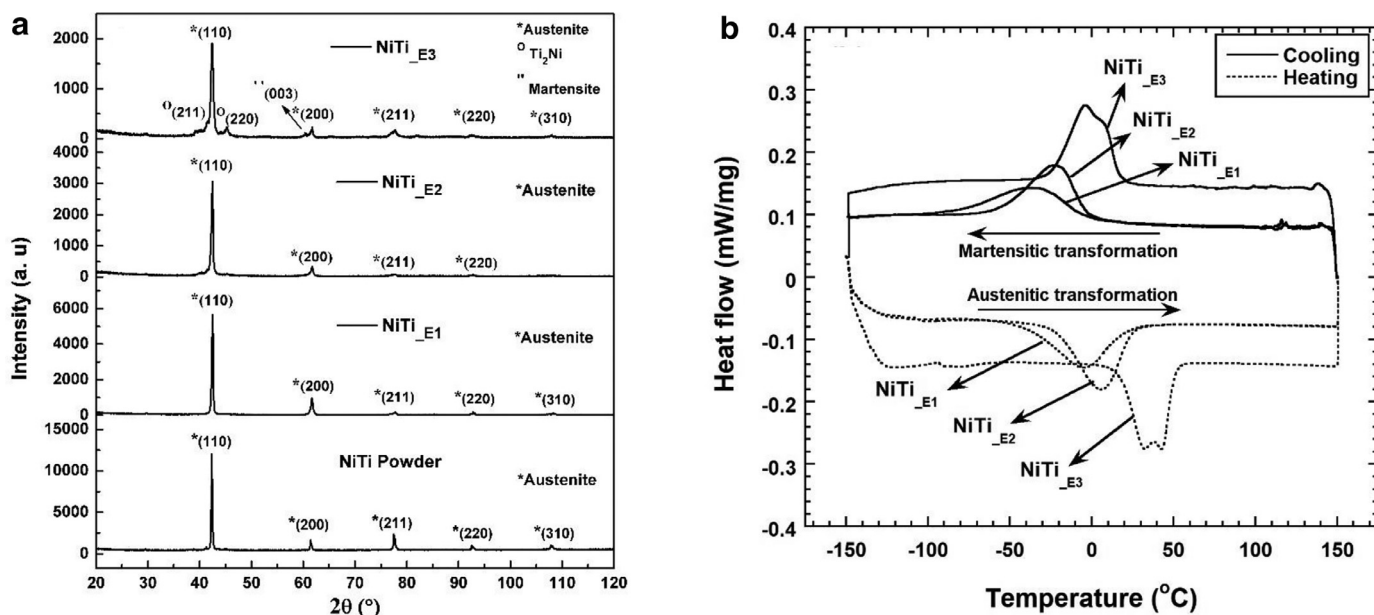 a
2000
1000
0
*(110)
NiTi_E3
*Austenite
O Ti2Ni
" Martensite
O(211)
O(220)
"(003)
*(200)
*(211)
*(220)
*(310)
4000
3000
2000
1000
0
*(110)
NiTi_E2
*Austenite
*(200)
*(211)
*(220)
6000
4000
2000
0
*(110)
NiTi_E1
*Austenite
*(200)
*(211)
*(220)
*(310)
15000
10000
5000
0
*(110)
NiTi Powder
*Austenite
*(200)
*(211)
*(220)
*(310)
20 30 40 50 60 70 80 90 100 110 120
2θ (°)
Intensity (a. u)
b
0.4
0.3
0.2
0.1
0
-0.1
-0.2
-0.3
-0.4
Heat flow (mW/mg)
Cooling
Heating
NiTi_E3
NiTi_E2
NiTi_E1
Martensitic transformation
Austenitic transformation
NiTi_E1
NiTi_E2
NiTi_E3
-150 -100 -50 0 50 100 150
Temperature (°C)